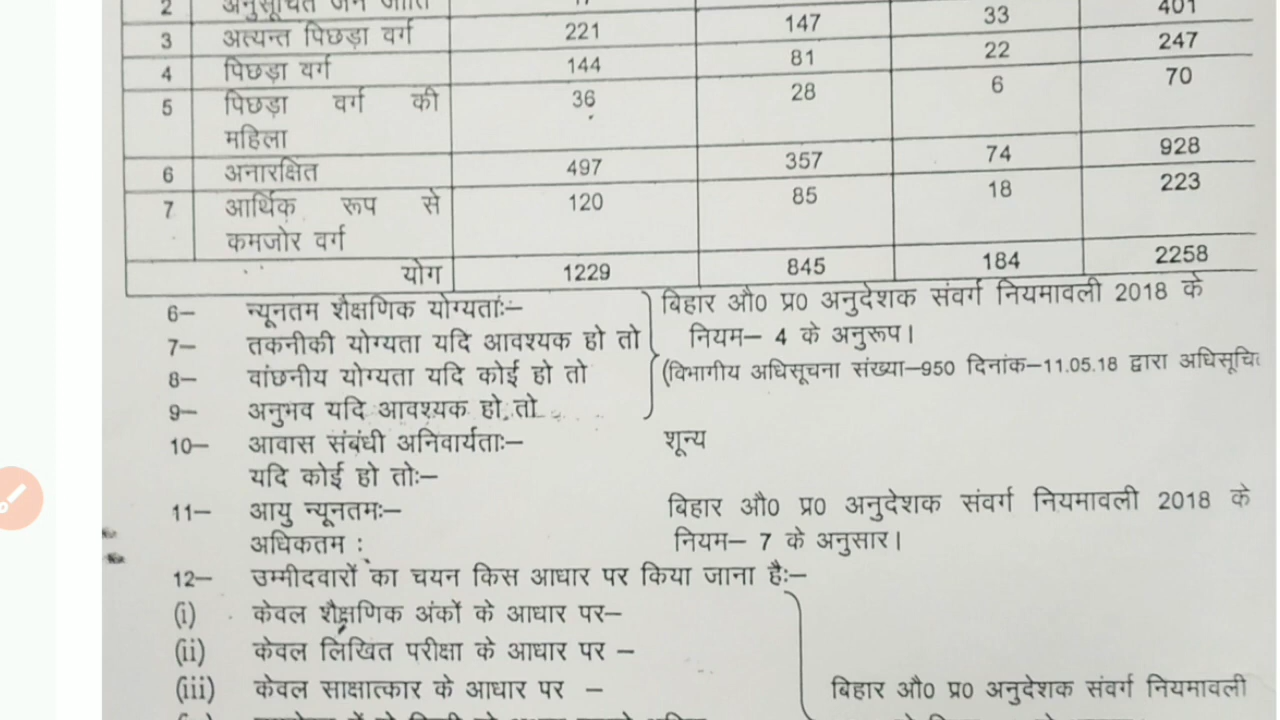 2 अनुसूचित जन जाति 401
3 अत्यन्त पिछड़ा वर्ग 221 147 33
4 पिछड़ा वर्ग 144 81 22 247
5 पिछड़ा वर्ग की 36 28 6 70
महिला
6 अनारक्षित 497 357 74 928
7 आर्थिक रूप से 120 85 18 223
कमजोर वर्ग
योग 1229 845 184 2258
6– न्यूनतम शैक्षणिक योग्यताः– बिहार औ0 प्र0 अनुदेशक संवर्ग नियमावली 2018 के
7– तकनीकी योग्यता यदि आवश्यक हो तो नियम– 4 के अनुरूप।
8– वांछनीय योग्यता यदि कोई हो तो (विभागीय अधिसूचना संख्या–950 दिनांक–11.05.18 द्वारा
9– अनुभव यदि आवश्यक हो तो
10– आवास संबंधी अनिवार्यताः– शून्य
यदि कोई हो तोः–
11– आयु न्यूनतमः– बिहार औ0 प्र0 अनुदेशक संवर्ग नियमावली 2018 के
अधिकतम : नियम– 7 के अनुसार।
12– उम्मीदवारों का चयन किस आधार पर किया जाना हैः–
(i) केवल शैक्षणिक अंकों के आधार पर–
(ii) केवल लिखित परीक्षा के आधार पर –
(iii) केवल साक्षात्कार के आधार पर – बिहार औ0 प्र0 अनुदेशक संवर्ग नियमावली